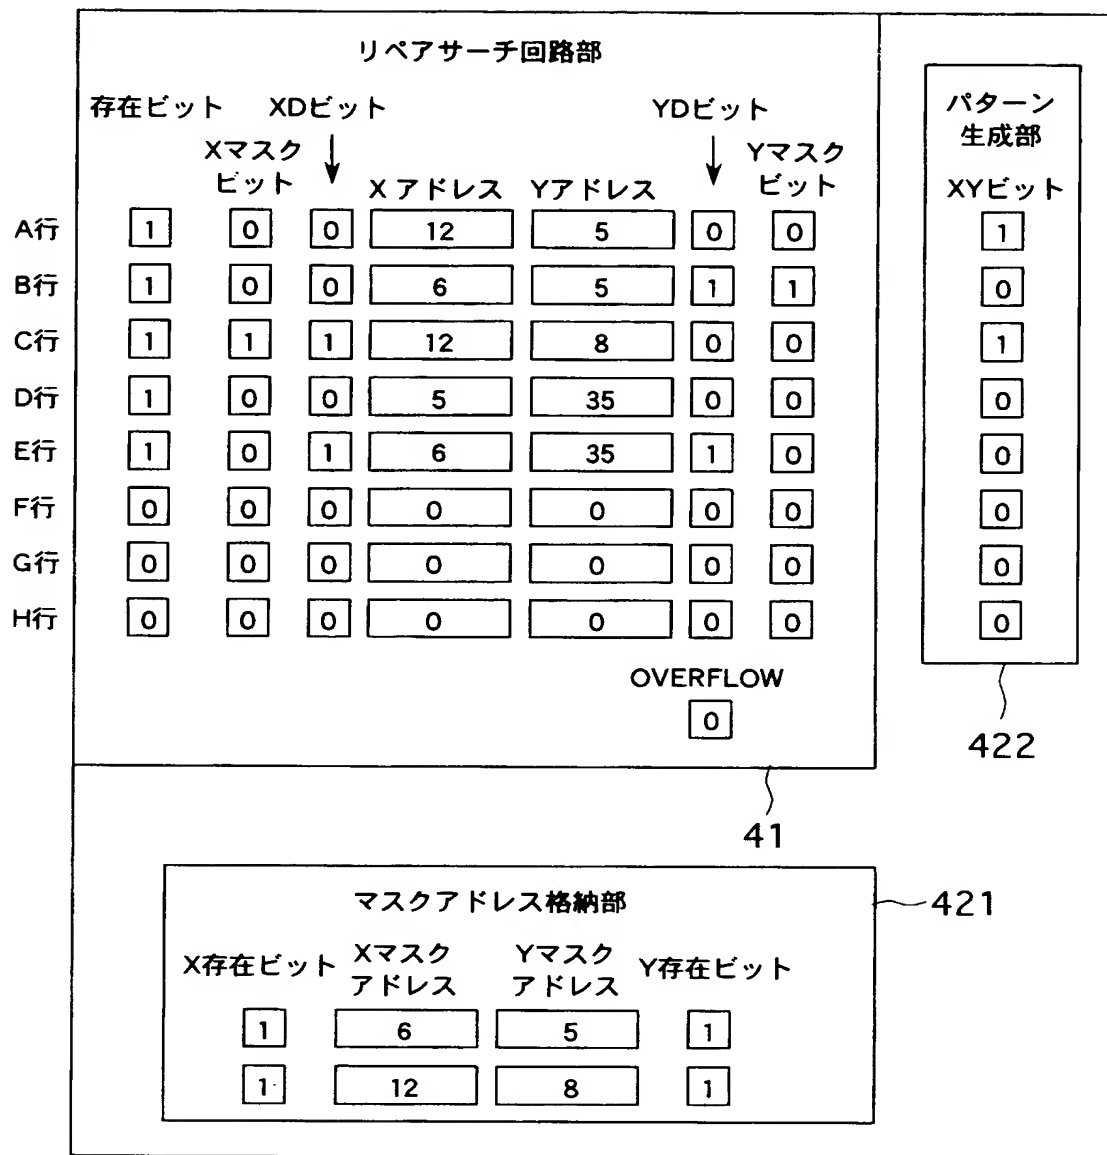 リペアサーチ回路部
存在ビット XDビット YDビット
Xマスク
ビット
Yマスク
ビット
Xアドレス Yアドレス
A行 1 0 0 12 5 0 0
B行 1 0 0 6 5 1 1
C行 1 1 1 12 8 0 0
D行 1 0 0 5 35 0 0
E行 1 0 1 6 35 1 0
F行 0 0 0 0 0 0 0
G行 0 0 0 0 0 0 0
H行 0 0 0 0 0 0 0
OVERFLOW
0
41
パターン
生成部
XYビット
1
0
1
0
0
0
0
0
422
マスクアドレス格納部
421
X存在ビット
Xマスク
アドレス
Yマスク
アドレス
Y存在ビット
1 6 5 1
1 12 8 1